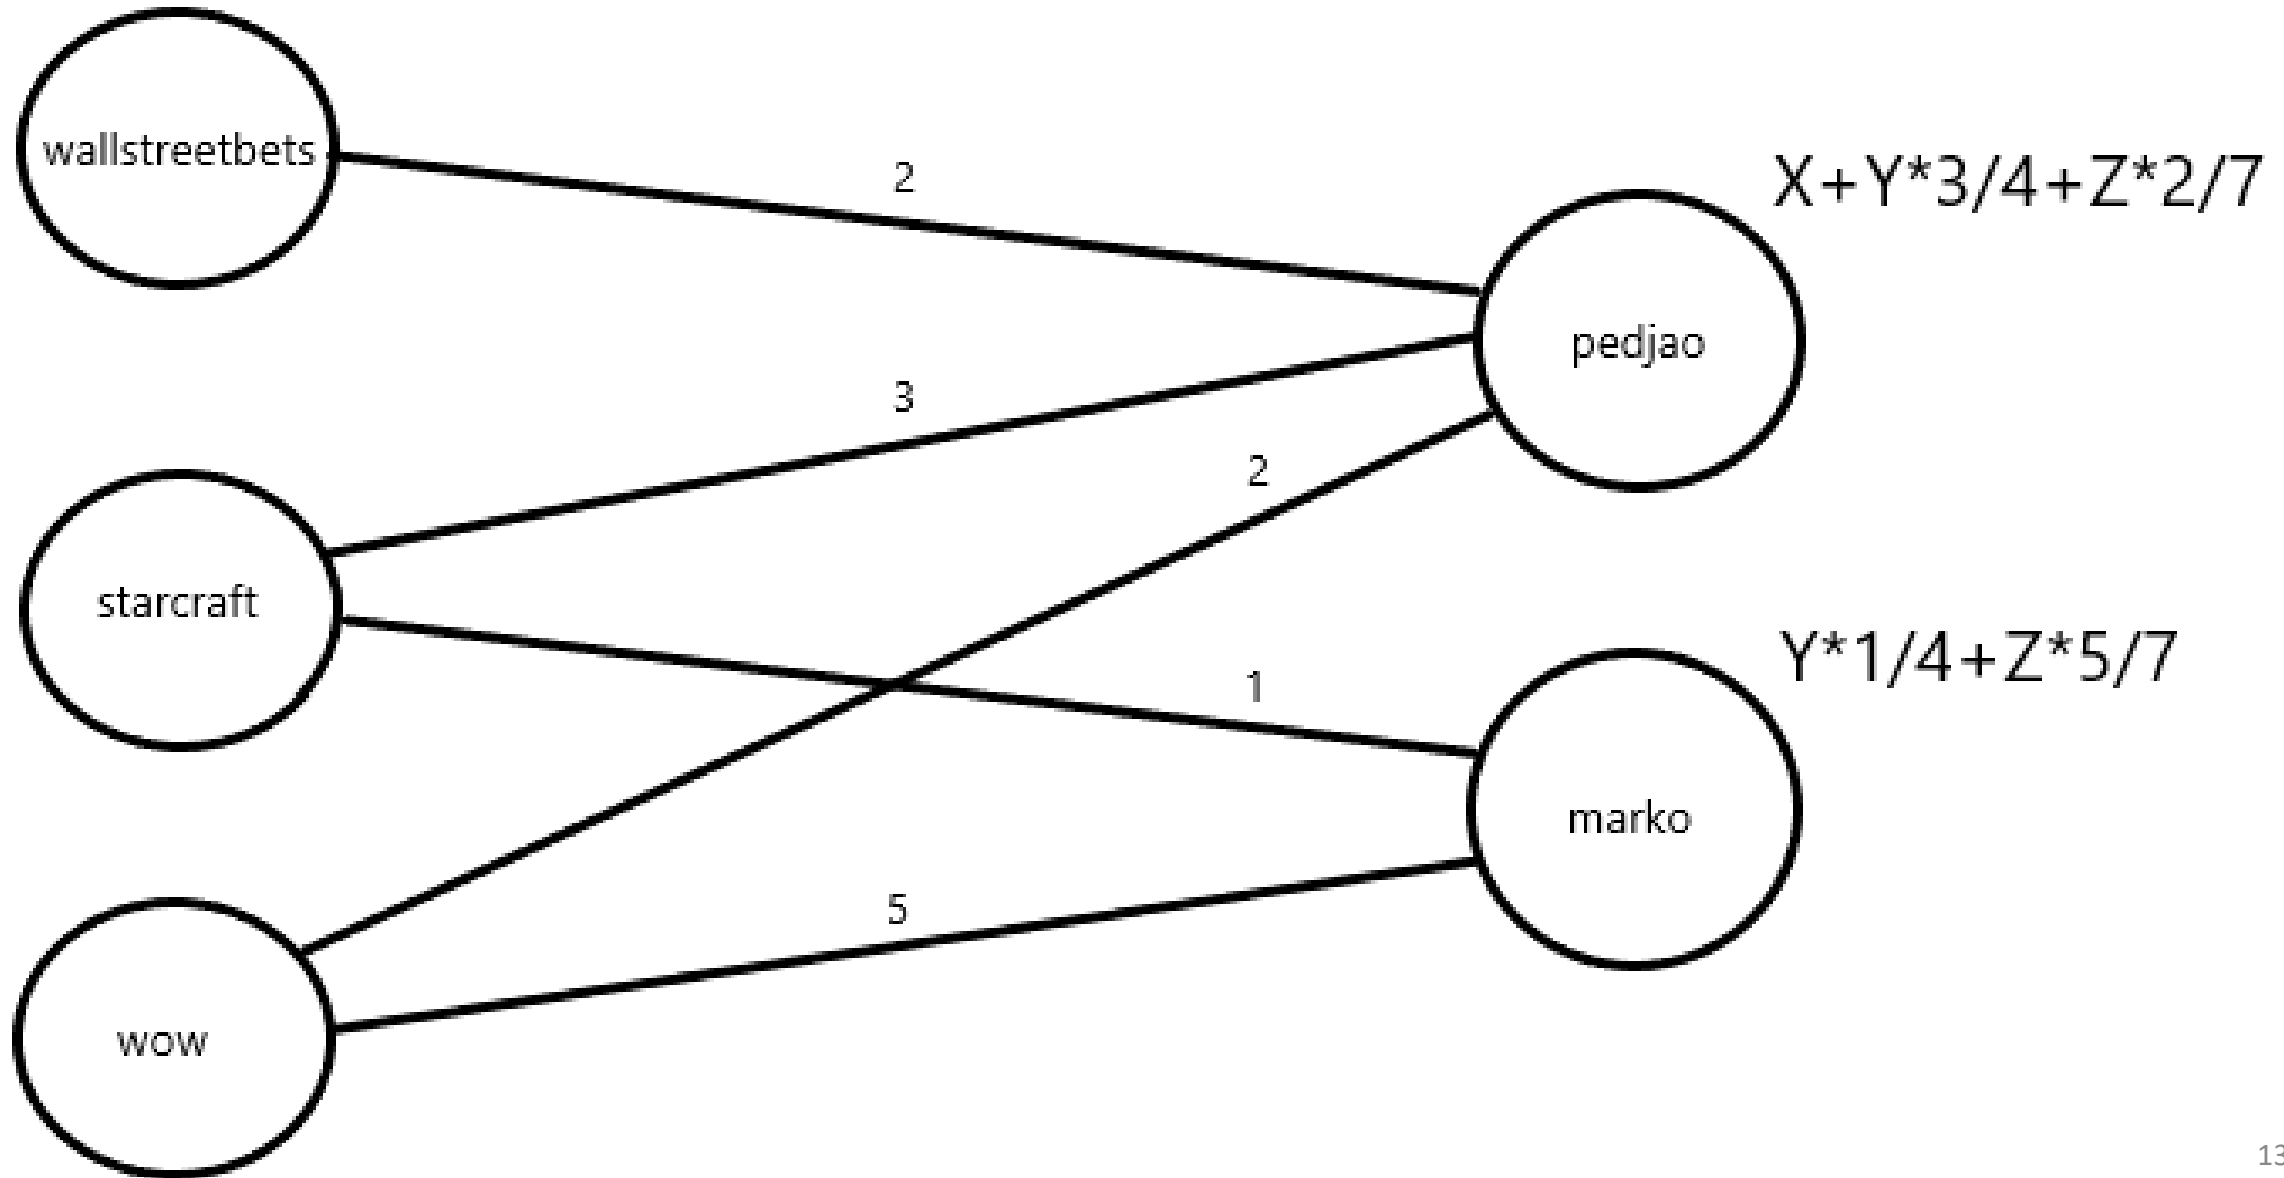 wallstreetbets
2
X+Y*3/4+Z*2/7
pedjao
3
2
starcraft
1
Y*1/4+Z*5/7
marko
5
wow
13